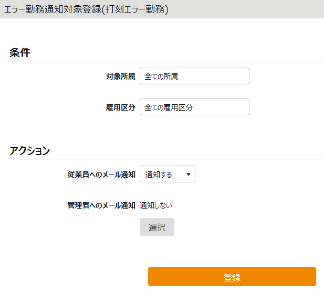 エラー勤務通知対象登録(打刻エラー勤務)
条件
対象所属 全ての所属
雇用区分 全ての雇用区分
アクション
従業員へのメール通知 通知する
管理者へのメール通知 通知しない
選択
登録